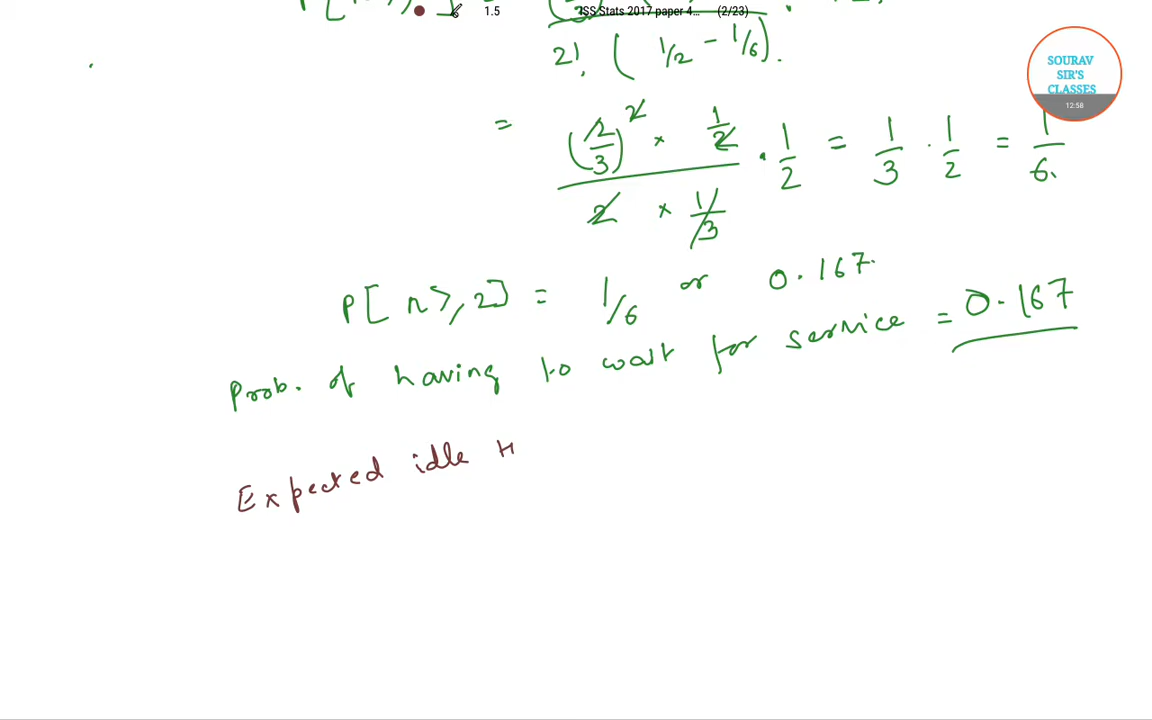 1.5 ISS Stats 2017 paper 4... (2/23)
2! ( 1/2 - 1/6 ).
SOURAV
SIR'S
CLASSES
12:58
= (2/3)^2 × 1/2 / 2 × 1/3 . 1/2 = 1/3 . 1/2 = 1/6.
P[ n ≥, 2] = 1/6 or 0.167.
Prob. of having to wait for service = 0.167
Expected idle